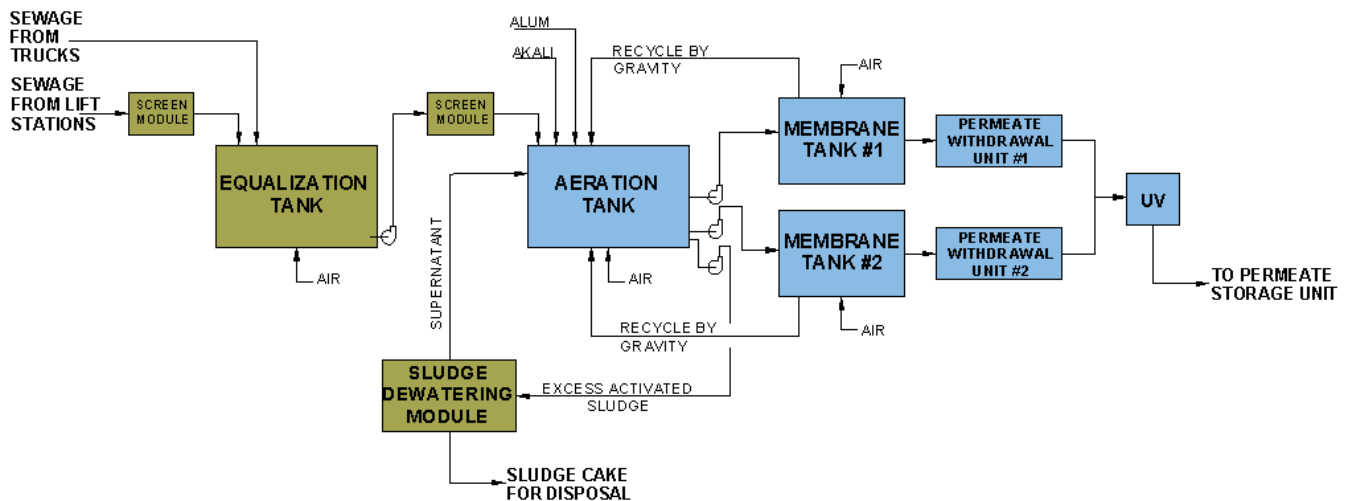 SEWAGE
FROM
TRUCKS
SEWAGE
FROM LIFT
STATIONS
SCREEN
MODULE
EQUALIZATION
TANK
AIR
SCREEN
MODULE
ALUM
AKALI
RECYCLE BY
GRAVITY
AERATION
TANK
AIR
SUPERNATANT
AIR
MEMBRANE
TANK #1
PERMEATE
WITHDRAWAL
UNIT #1
MEMBRANE
TANK #2
PERMEATE
WITHDRAWAL
UNIT #2
AIR
UV
TO PERMEATE
STORAGE UNIT
RECYCLE BY
GRAVITY
SLUDGE
DEWATERING
MODULE
EXCESS ACTIVATED
SLUDGE
SLUDGE CAKE
FOR DISPOSAL